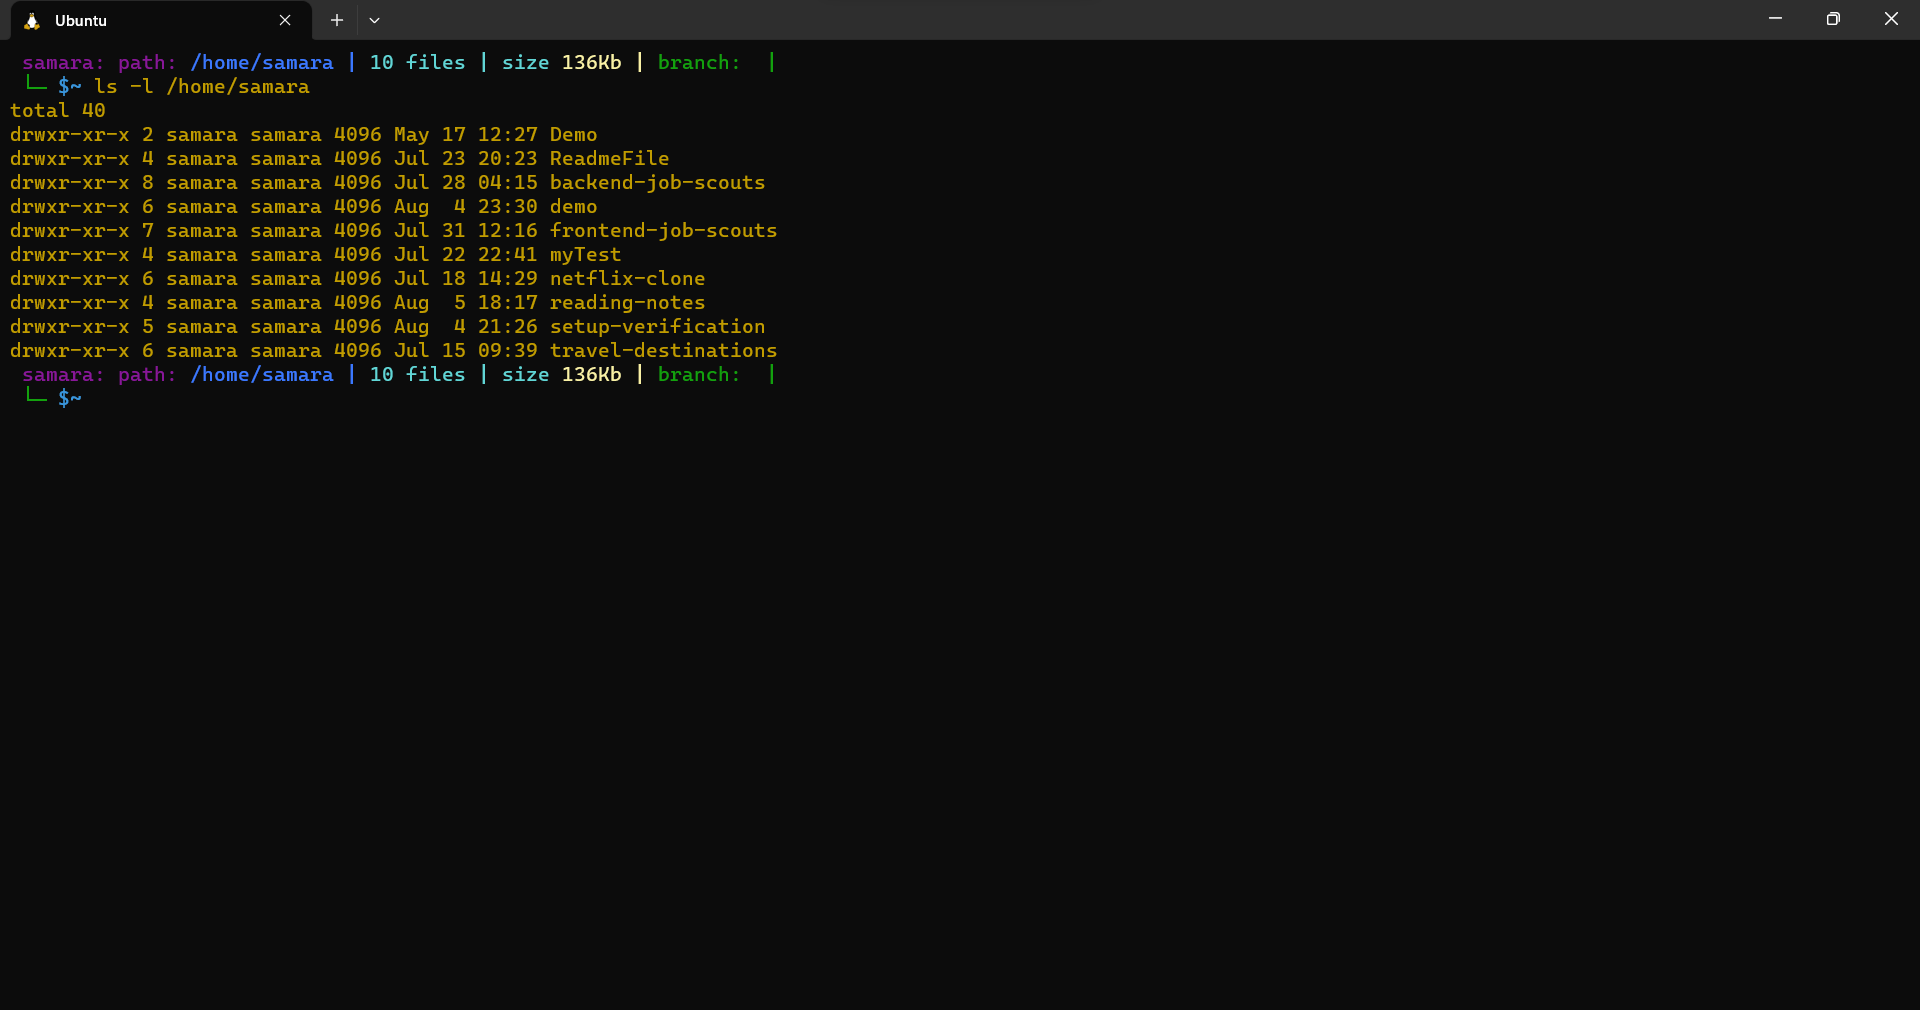 Ubuntu
samara: path: /home/samara | 10 files | size 136Kb | branch:  |
└─ $~ ls -l /home/samara
total 40
drwxr-xr-x 2 samara samara 4096 May 17 12:27 Demo
drwxr-xr-x 4 samara samara 4096 Jul 23 20:23 ReadmeFile
drwxr-xr-x 8 samara samara 4096 Jul 28 04:15 backend-job-scouts
drwxr-xr-x 6 samara samara 4096 Aug  4 23:30 demo
drwxr-xr-x 7 samara samara 4096 Jul 31 12:16 frontend-job-scouts
drwxr-xr-x 4 samara samara 4096 Jul 22 22:41 myTest
drwxr-xr-x 6 samara samara 4096 Jul 18 14:29 netflix-clone
drwxr-xr-x 4 samara samara 4096 Aug  5 18:17 reading-notes
drwxr-xr-x 5 samara samara 4096 Aug  4 21:26 setup-verification
drwxr-xr-x 6 samara samara 4096 Jul 15 09:39 travel-destinations
samara: path: /home/samara | 10 files | size 136Kb | branch:  |
└─ $~